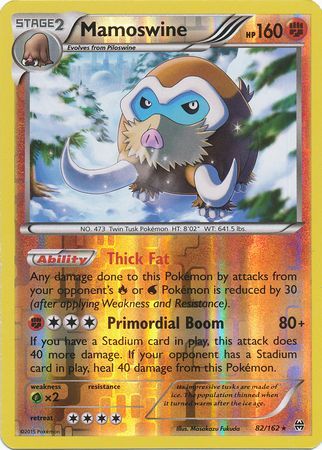 STAGE2
Mamoswine
HP160
Evolves from Piloswine
NO. 473 Twin Tusk Pokémon HT: 8'02" WT: 641.5 lbs.
Ability Thick Fat
Any damage done to this Pokémon by attacks from
your opponent's or Pokémon is reduced by 30
(after applying Weakness and Resistance).
Primordial Boom 80+
If you have a Stadium card in play, this attack does
40 more damage. If your opponent has a Stadium
card in play, heal 40 damage from this Pokémon.
weakness resistance
×2
retreat
Its impressive tusks are made of
ice. The population thinned when
it turned warm after the ice age.
Illus. Masakazu Fukuda
82/162 ★
©2015 Pokémon